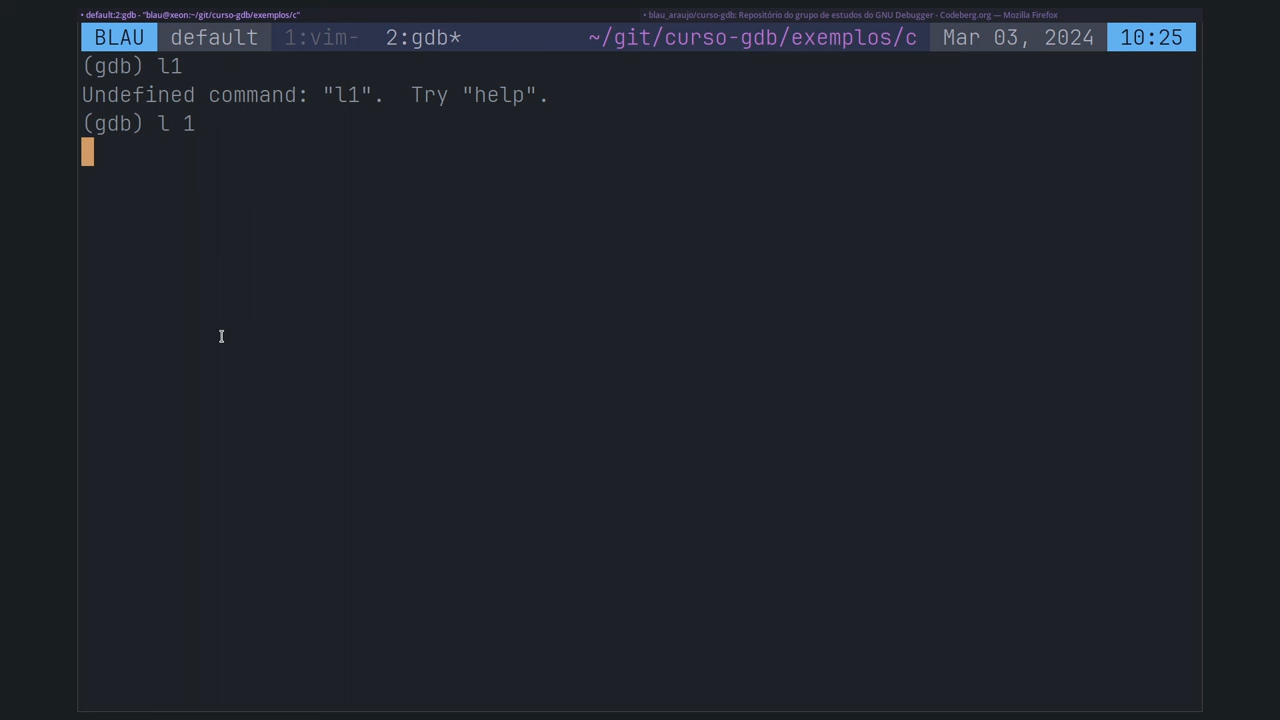 • default:2:gdb - "blau@xeon:~/git/curso-gdb/exemplos/c"
• blau_araujo/curso-gdb: Repositório do grupo de estudos do GNU Debugger - Codeberg.org — Mozilla Firefox
BLAU default 1:vim- 2:gdb* ~/git/curso-gdb/exemplos/c Mar 03, 2024 10:25
(gdb) l1
Undefined command: "l1".  Try "help".
(gdb) l 1